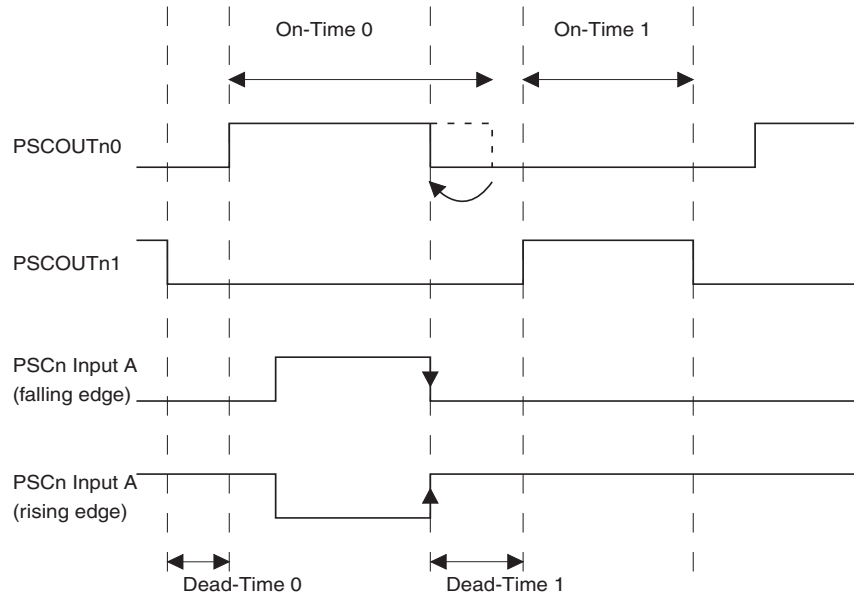 On-Time 0
On-Time 1
PSCOUTn0
PSCOUTn1
PSCn Input A
(falling edge)
PSCn Input A
(rising edge)
Dead-Time 0
Dead-Time 1